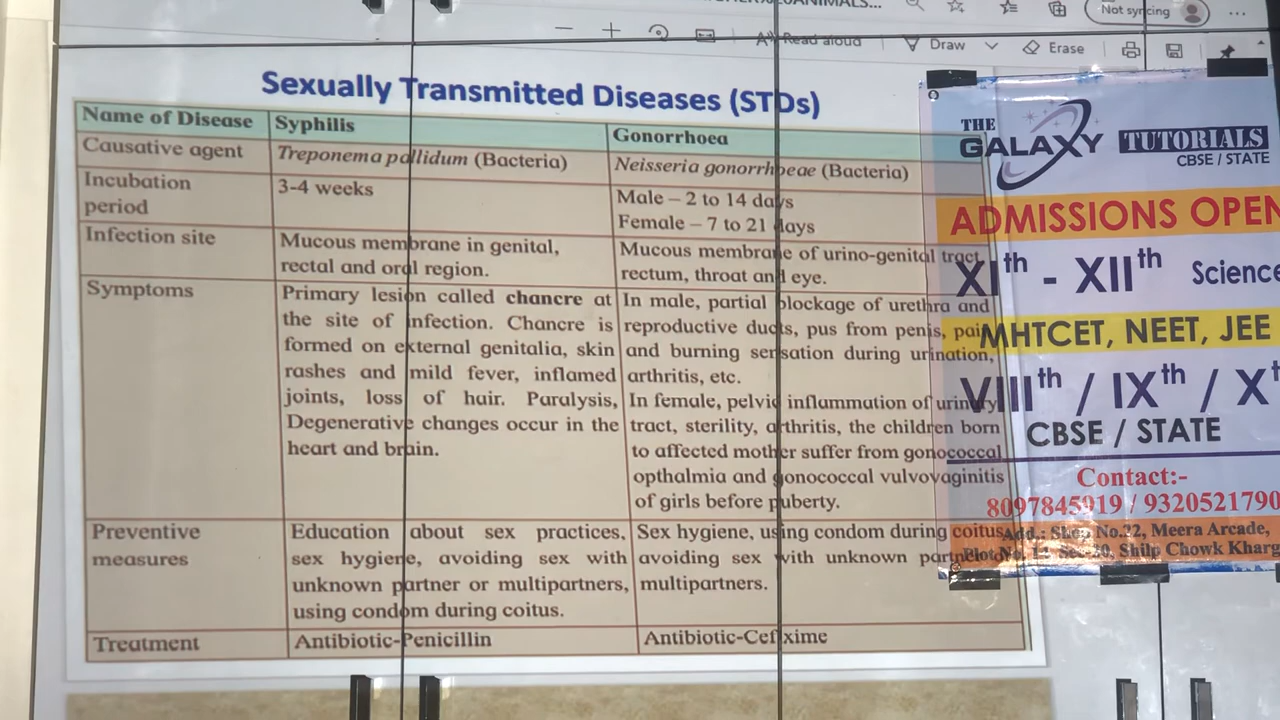 ANIMALS...
Not syncing
Read aloud
Draw
Erase
Sexually Transmitted Diseases (STDs)
Name of Disease Syphilis Gonorrhoea
Causative agent Treponema pallidum (Bacteria) Neisseria gonorrhoeae (Bacteria)
Incubation period
3-4 weeks
Male – 2 to 14 days
Female – 7 to 21 days
Infection site
Mucous membrane in genital,
rectal and oral region.
Mucous membrane of urino-genital tract,
rectum, throat and eye.
Symptoms
Primary lesion called chancre at
the site of infection. Chancre is
formed on external genitalia, skin
rashes and mild fever, inflamed
joints, loss of hair. Paralysis,
Degenerative changes occur in the
heart and brain.
In male, partial blockage of urethra and
reproductive ducts, pus from penis, pain
and burning sensation during urination,
arthritis, etc.
In female, pelvic inflammation of urinary
tract, sterility, arthritis, the children born
to affected mother suffer from gonococcal
opthalmia and gonococcal vulvovaginitis
of girls before puberty.
Preventive
measures
Education about sex practices,
sex hygiene, avoiding sex with
unknown partner or multipartners,
using condom during coitus.
Sex hygiene, using condom during coitus
avoiding sex with unknown partner
multipartners.
Treatment Antibiotic-Penicillin Antibiotic-Cefixime
THE
GALAXY TUTORIALS
CBSE / STATE
ADMISSIONS OPEN
XIth - XIIth Science
MHTCET, NEET, JEE
VIIIth / IXth / Xth
CBSE / STATE
Contact:-
8097845919 / 9320521790
Add.: Shop No.22, Meera Arcade,
Plot No. 14, Sec-20, Shilp Chowk Kharg